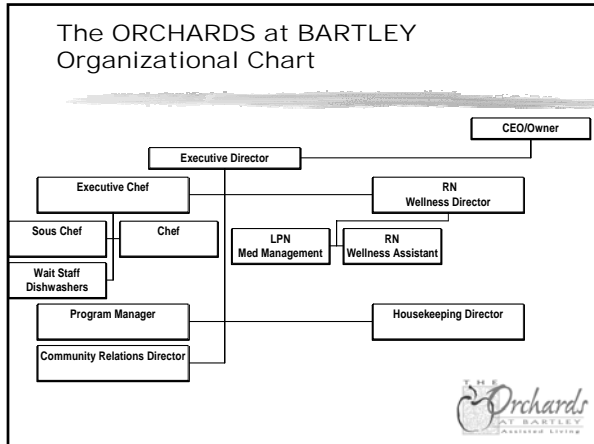 The ORCHARDS at BARTLEY
Organizational Chart
CEO/Owner
Executive Director
Executive Chef
RN
Wellness Director
Sous Chef
Chef
LPN
Med Management
RN
Wellness Assistant
Wait Staff
Dishwashers
Program Manager
Housekeeping Director
Community Relations Director
THE
Orchards
AT BARTLEY
Assisted Living